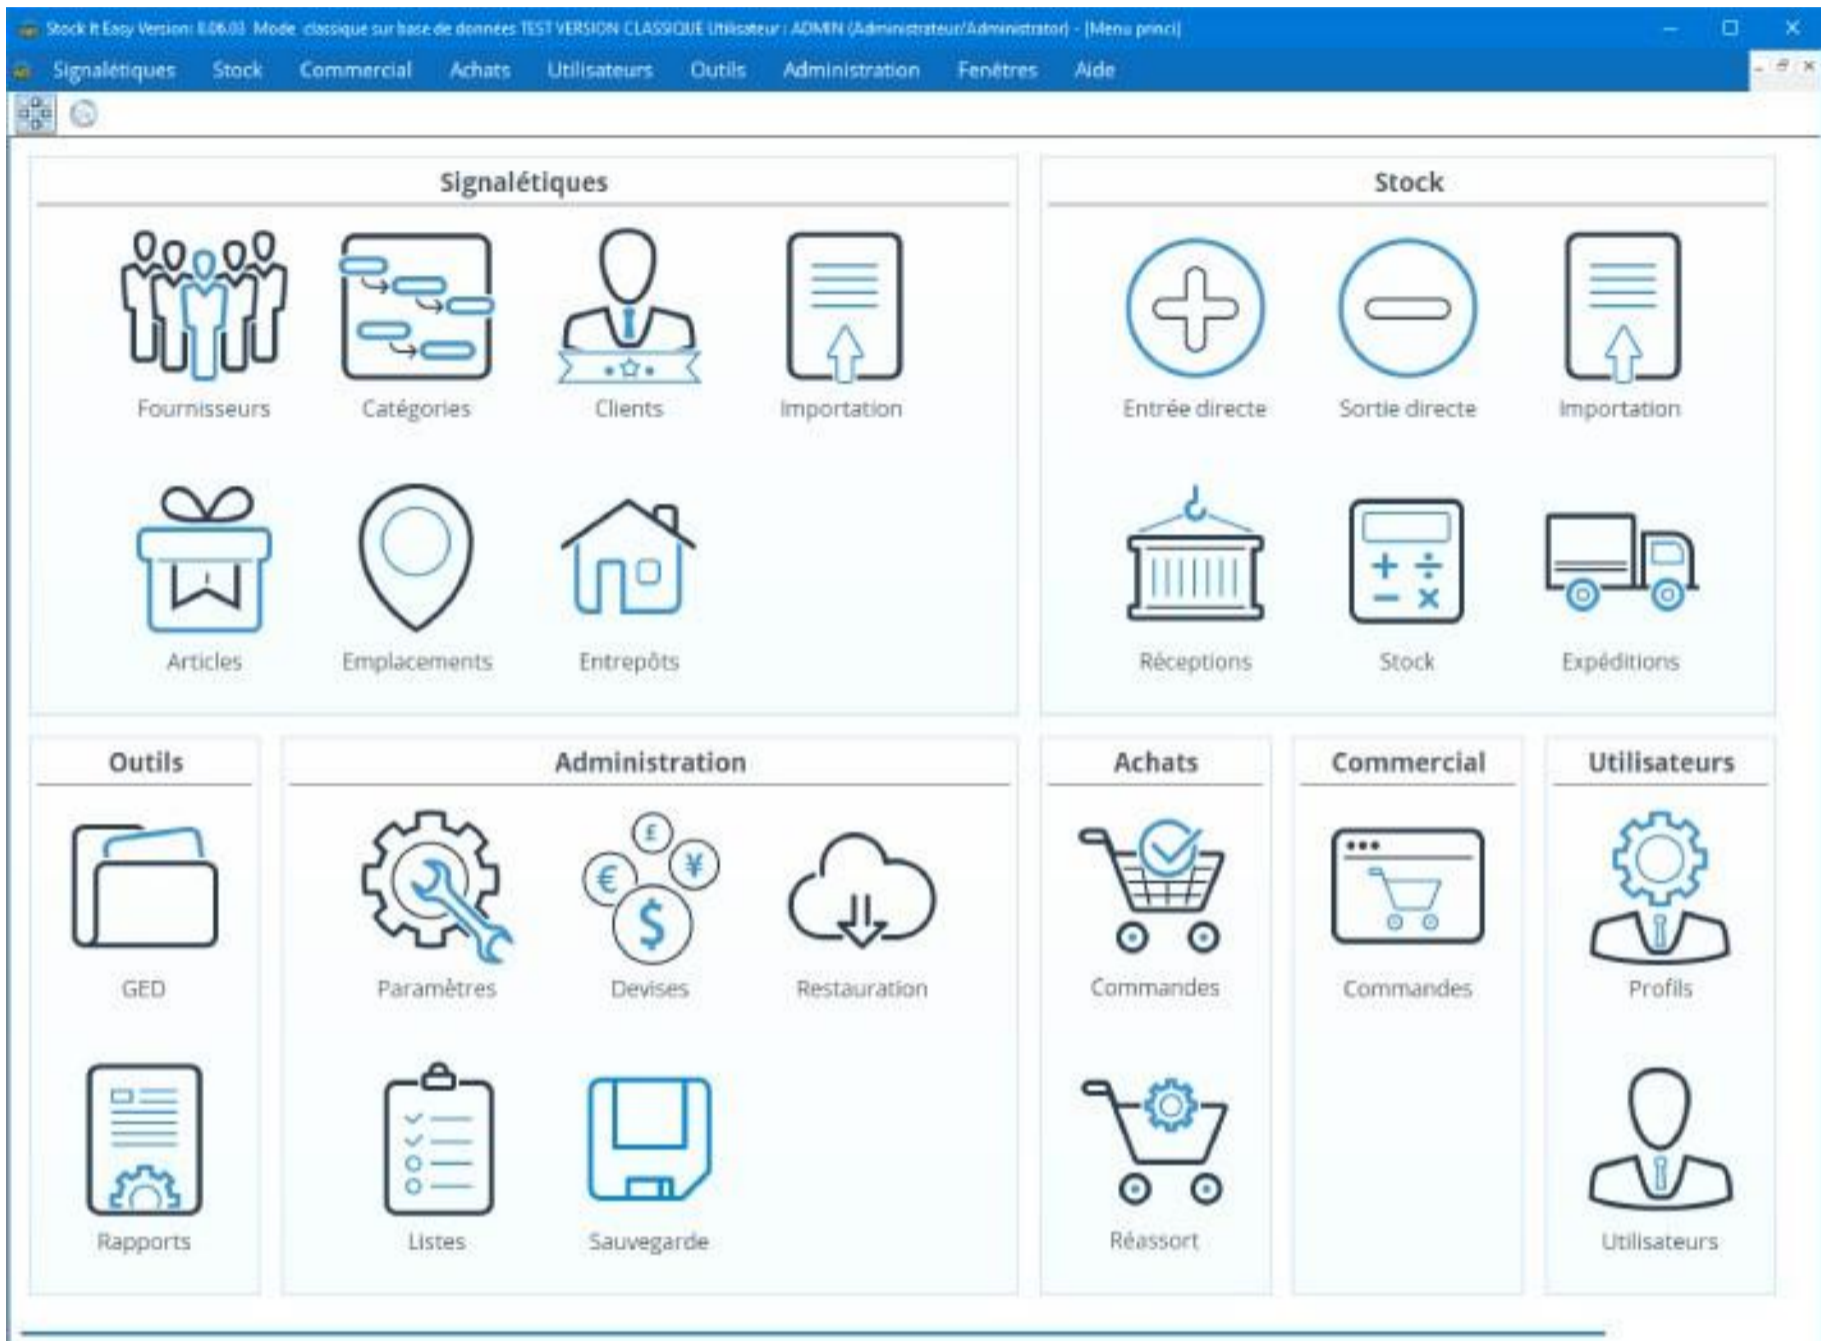 Stock It Easy Version: 8.06.03 Mode classique sur base de données TEST VERSION CLASSIQUE Utilisateur : ADMIN (Administrateur/Administrator) - [Menu princi]
Signalétiques Stock Commercial Achats Utilisateurs Outils Administration Fenêtres Aide
Signalétiques
Fournisseurs Catégories Clients Importation
Articles Emplacements Entrepôts
Stock
Entrée directe Sortie directe Importation
Réceptions Stock Expéditions
Outils
GED
Rapports
Administration
£
€ ¥
$
Paramètres Devises Restauration
Listes Sauvegarde
Achats
Commandes
Réassort
Commercial
Commandes
Utilisateurs
Profils
Utilisateurs